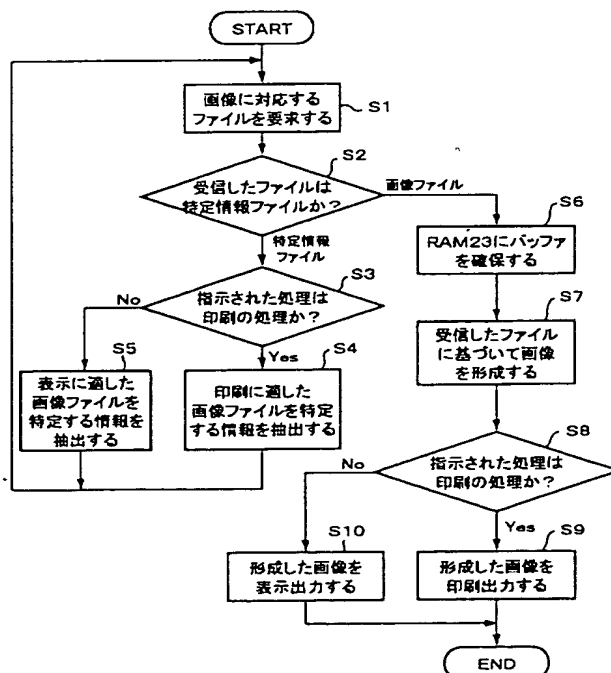 START
画像に対応する
ファイルを要求する
S1
S2
受信したファイルは
特定情報ファイルか？
画像ファイル
特定情報
ファイル
S6
RAM23にバッファ
を確保する
S3
No
指示された処理は
印刷の処理か？
Yes
S7
受信したファイル
に基づいて画像
を形成する
S5
表示に適した
画像ファイルを
特定する情報を
抽出する
S4
印刷に適した
画像ファイルを特定
する情報を抽出する
S8
No
指示された処理は
印刷の処理か？
Yes
S10
形成した画像を
表示出力する
S9
形成した画像を
印刷出力する
END